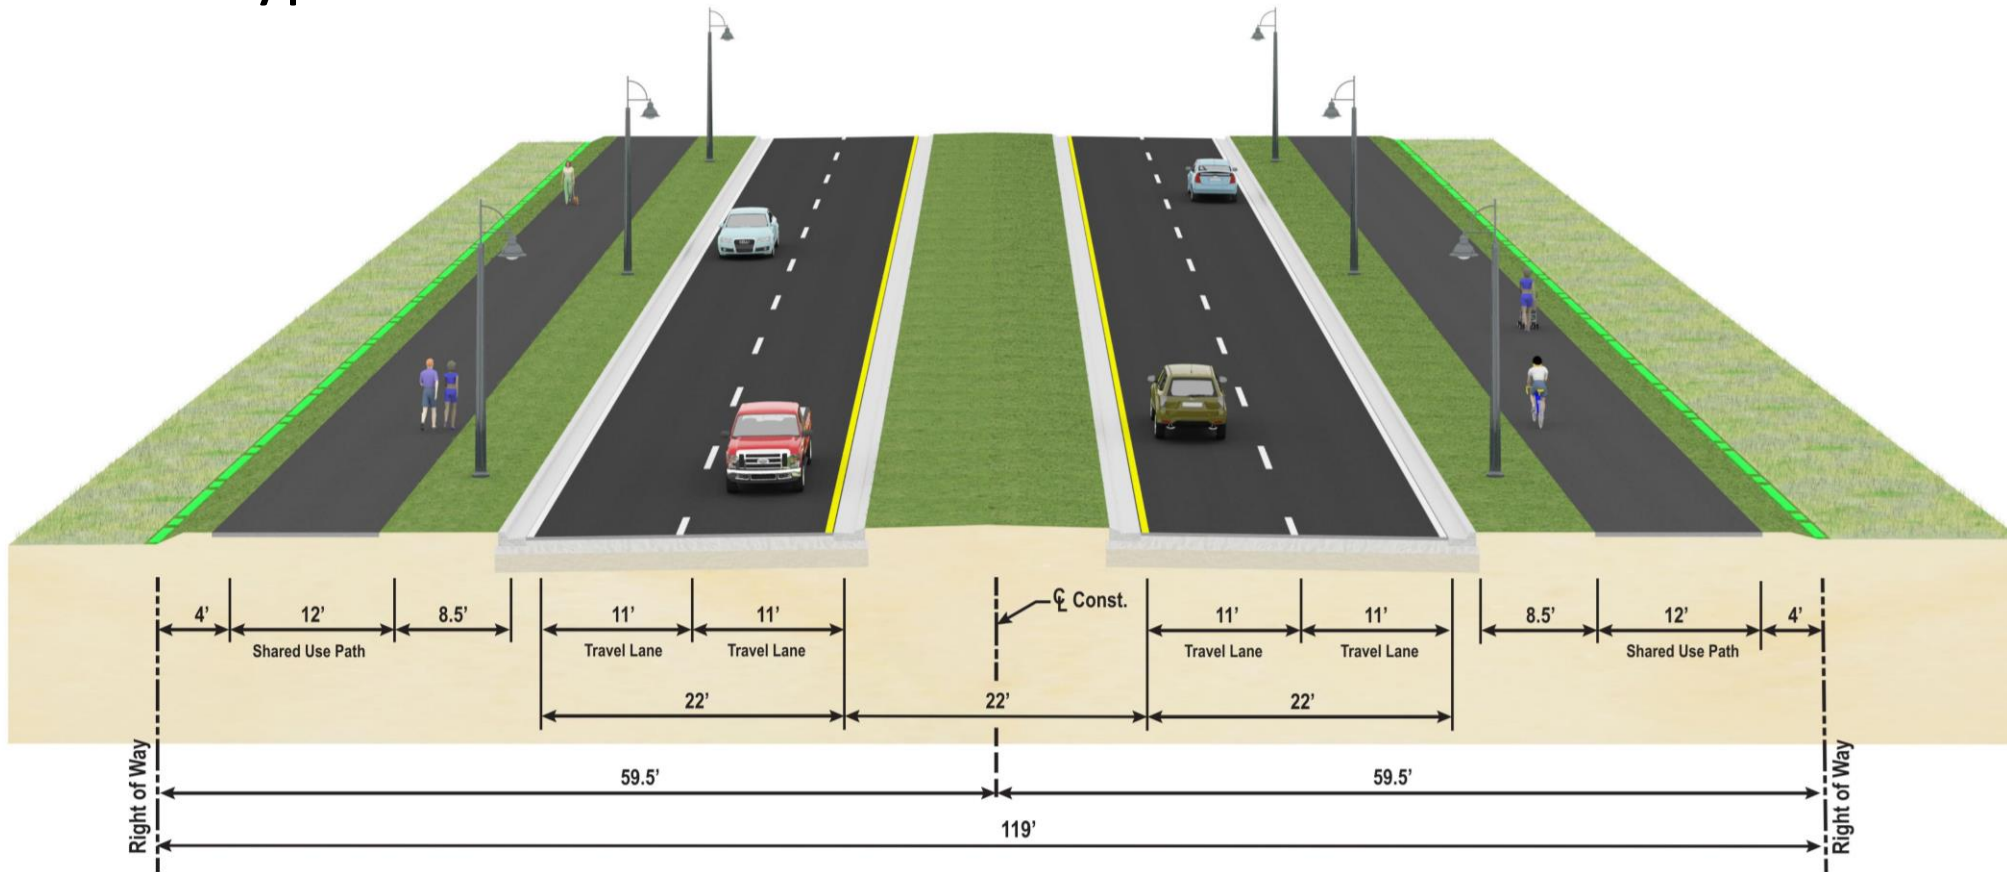 ℄ Const.
4' 12' 8.5' 11' 11' 11' 11' 8.5' 12' 4'
Shared Use Path Travel Lane Travel Lane Travel Lane Travel Lane Shared Use Path
22' 22' 22'
Right of Way
59.5' 59.5'
Right of Way
119'